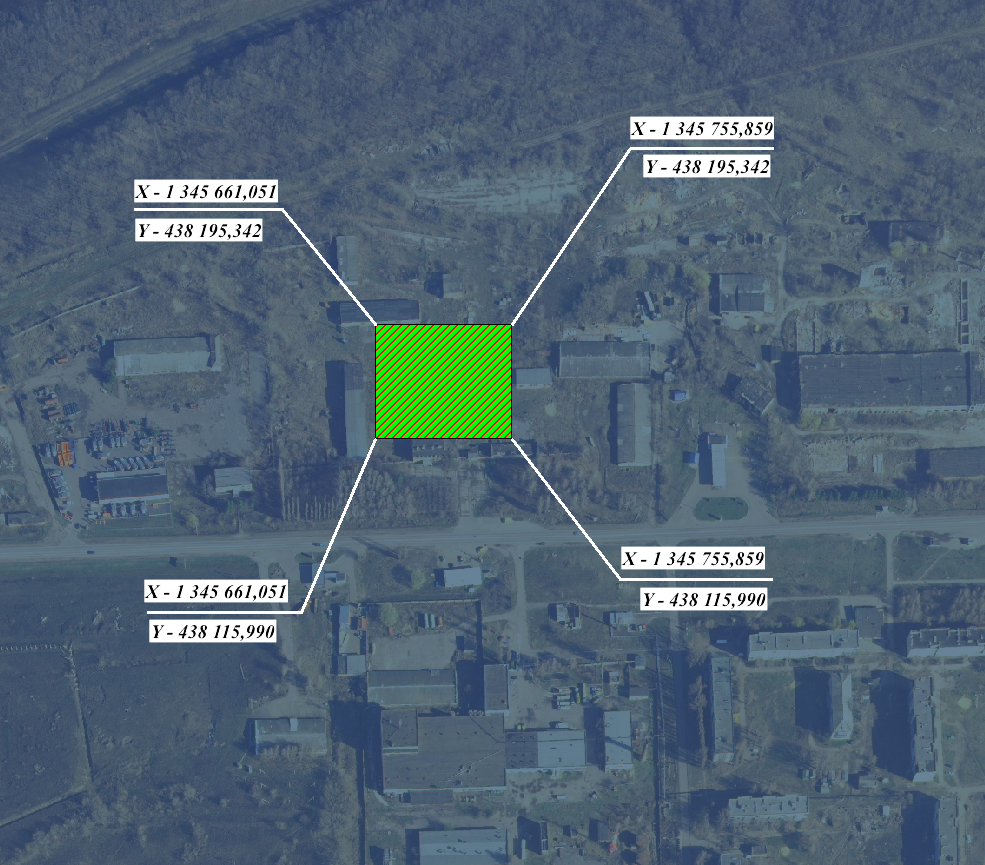 X - 1 345 755,859
Y - 438 195,342
X - 1 345 661,051
Y - 438 195,342
X - 1 345 755,859
Y - 438 115,990
X - 1 345 661,051
Y - 438 115,990